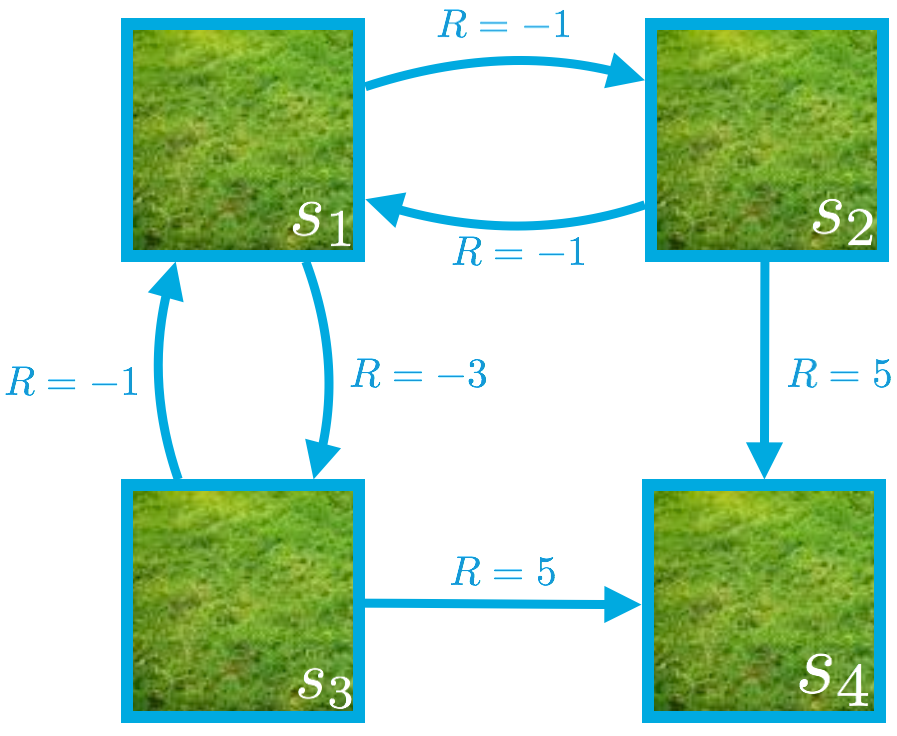 R = −1
s₁
s₂
R = −1
R = −1
R = −3
R = 5
R = 5
s₃
s₄